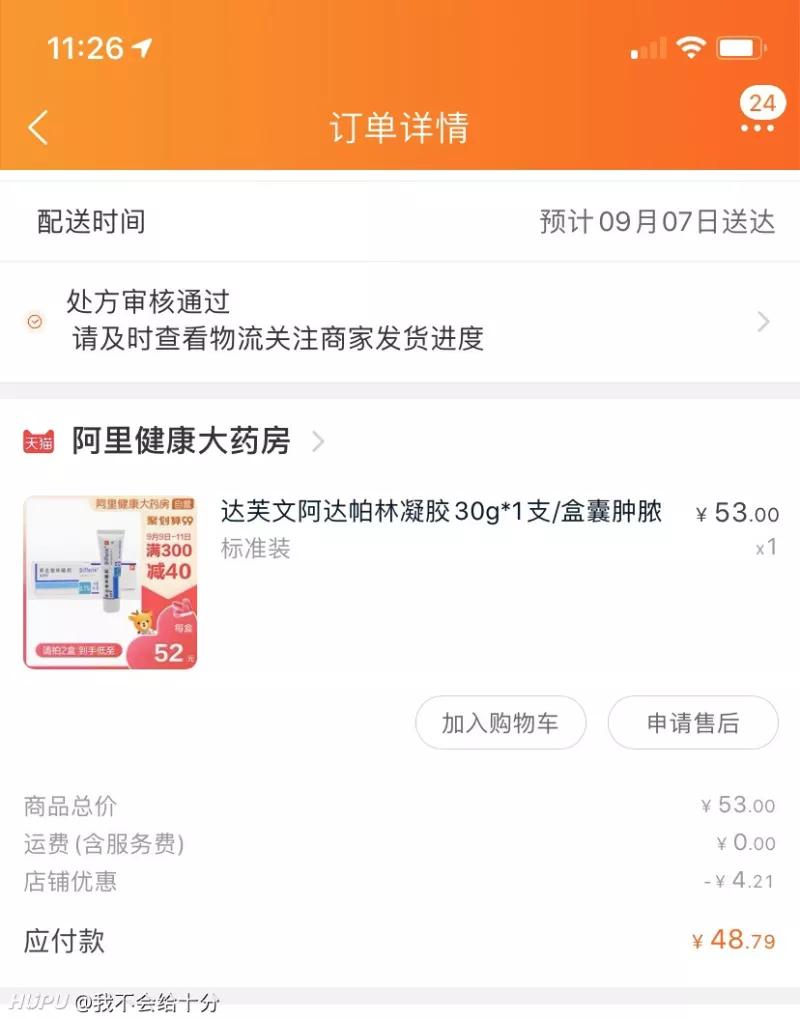 11:26
24
订单详情
配送时间 预计09月07日送达
处方审核通过
请及时查看物流关注商家发货进度
天猫 阿里健康大药房
阿里健康大药房 自营
聚划算99
9月9日-11日
满300
减40
Differin
每盒
请拍2盒 到手低至
52元
达芙文阿达帕林凝胶30g*1支/盒囊肿脓 ¥ 53.00
标准装 x1
加入购物车 申请售后
商品总价 ¥ 53.00
运费(含服务费) ¥ 0.00
店铺优惠 -¥ 4.21
应付款 ¥ 48.79
HUPU @我不会给十分